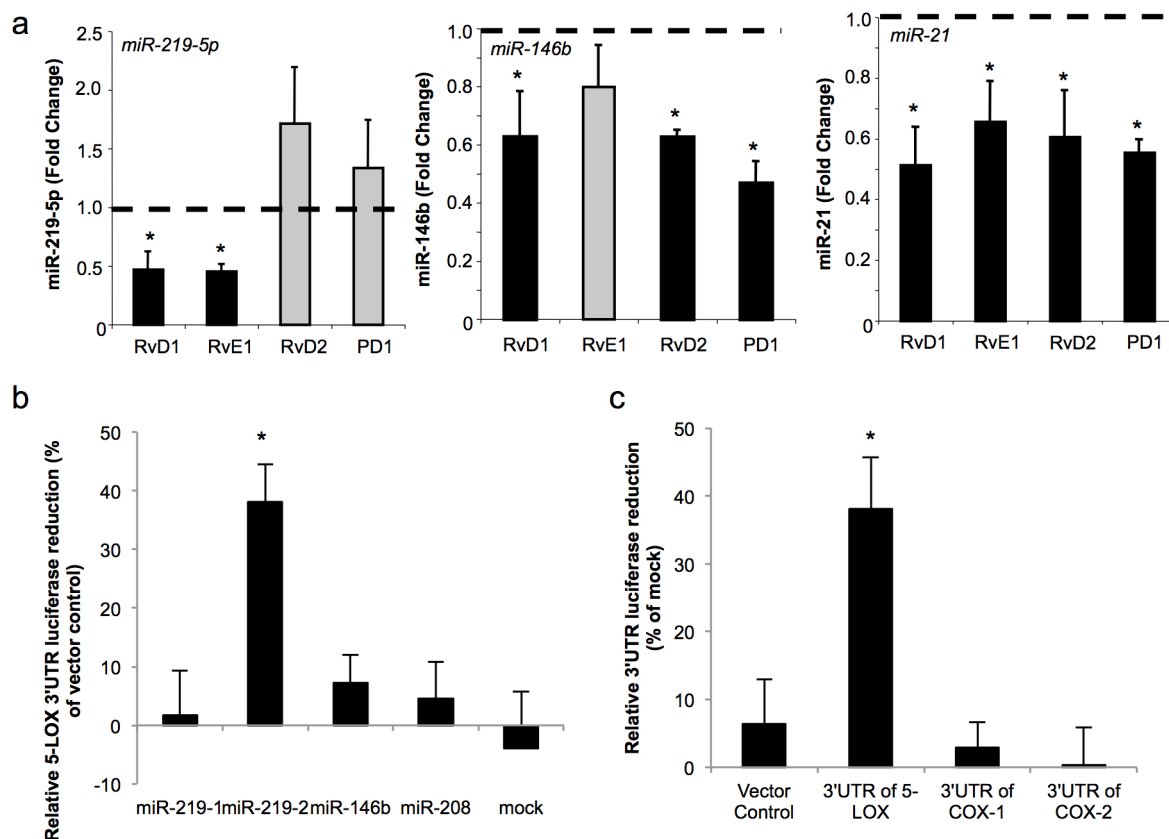 a
miR-219-5p
miR-219-5p (Fold Change)
2.5
2.0
1.5
1.0
0.5
0
*
*
RvD1 RvE1 RvD2 PD1
miR-146b
miR-146b (Fold Change)
1.0
0.8
0.6
0.4
0.2
0
*
*
*
RvD1 RvE1 RvD2 PD1
miR-21
miR-21 (Fold Change)
1.0
0.8
0.6
0.4
0.2
0
*
*
*
*
RvD1 RvE1 RvD2 PD1
b
Relative 5-LOX 3'UTR luciferase reduction (%
of vector control)
50
40
30
20
10
0
-10
*
miR-219-1 miR-219-2 miR-146b miR-208 mock
c
Relative 3'UTR luciferase reduction
(% of mock)
50
40
30
20
10
0
*
Vector
Control
3'UTR of 5-
LOX
3'UTR of
COX-1
3'UTR of
COX-2